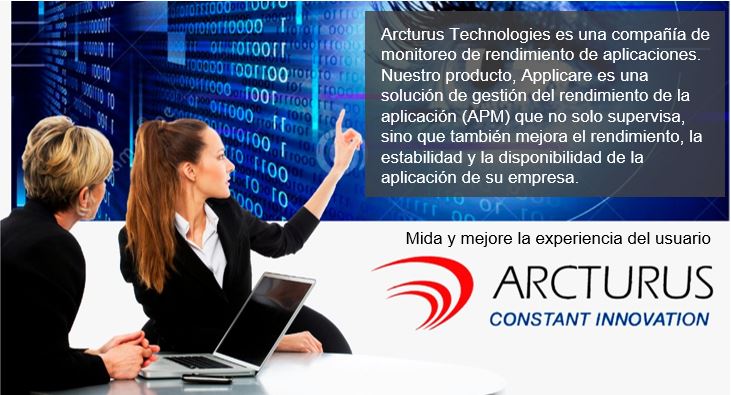 Arcturus Technologies es una compañía de
monitoreo de rendimiento de aplicaciones.
Nuestro producto, Applicare es una
solución de gestión del rendimiento de la
aplicación (APM) que no solo supervisa,
sino que también mejora el rendimiento, la
estabilidad y la disponibilidad de la
aplicación de su empresa.
Mida y mejore la experiencia del usuario
ARCTURUS
CONSTANT INNOVATION